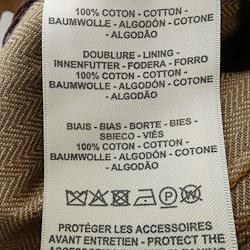 100% COTON - COTTON -
BAUMWOLLE - ALGODÓN - COTONE
- ALGODÃO
DOUBLURE - LINING -
INNENFUTTER - FODERA - FORRO
100% COTON - COTTON -
BAUMWOLLE - ALGODÓN - COTONE
- ALGODÃO
BIAIS - BIAS - BORTE - BIES -
SBIECO - VIÉS
100% COTON - COTTON -
BAUMWOLLE - ALGODÓN - COTONE
- ALGODÃO
PROTÉGER LES ACCESSOIRES
AVANT ENTRETIEN - PROTECT THE